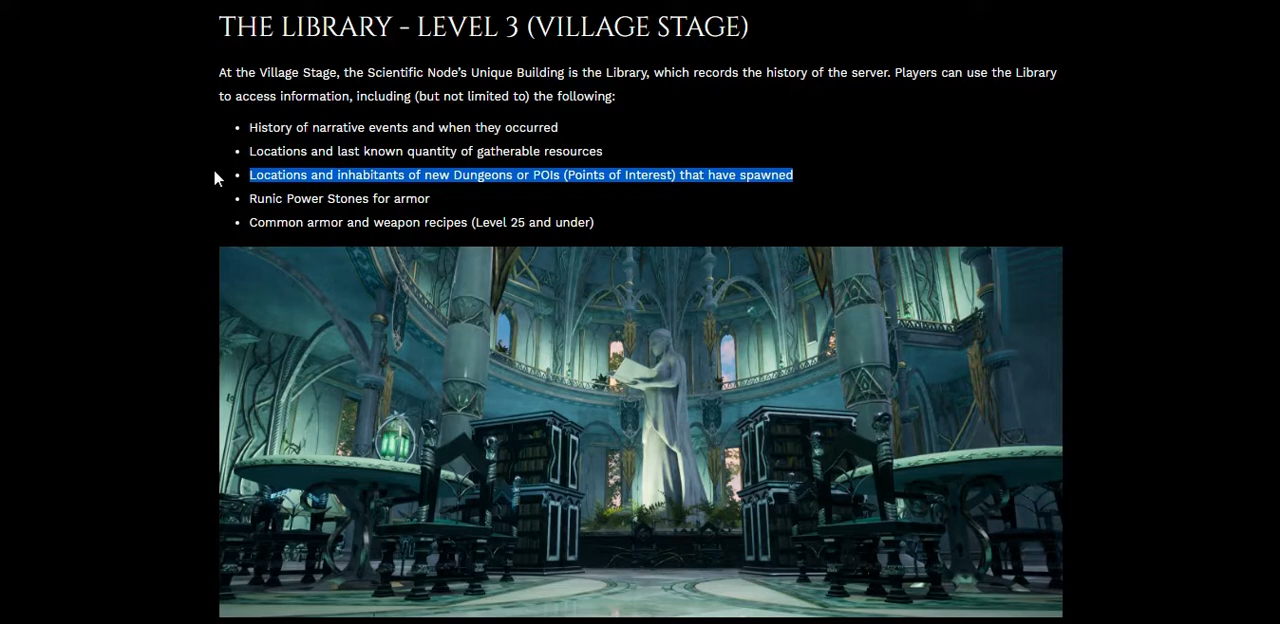 THE LIBRARY - LEVEL 3 (VILLAGE STAGE)
At the Village Stage, the Scientific Node's Unique Building is the Library, which records the history of the server. Players can use the Library
to access information, including (but not limited to) the following:
• History of narrative events and when they occurred
• Locations and last known quantity of gatherable resources
• Locations and inhabitants of new Dungeons or POIs (Points of Interest) that have spawned
• Runic Power Stones for armor
• Common armor and weapon recipes (Level 25 and under)